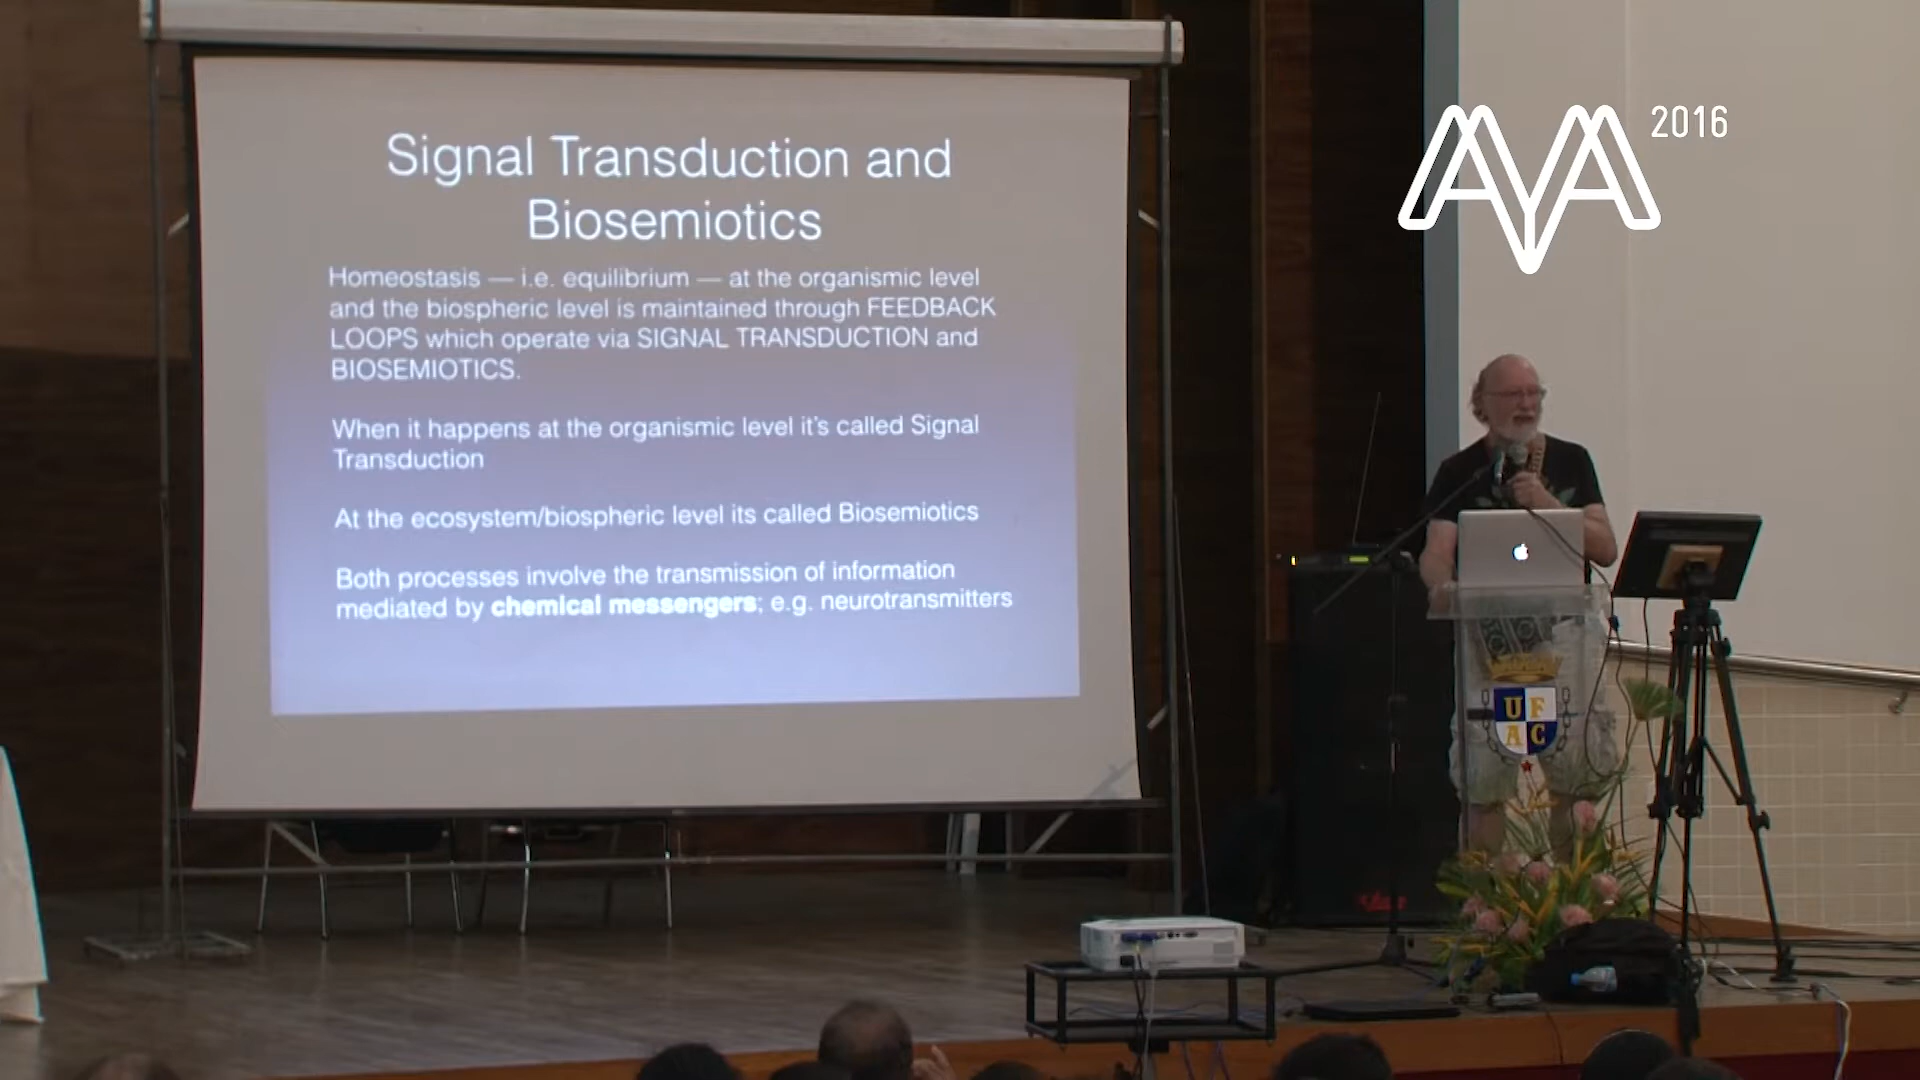 Signal Transduction and
Biosemiotics
Homeostasis — i.e. equilibrium — at the organismic level
and the biospheric level is maintained through FEEDBACK
LOOPS which operate via SIGNAL TRANSDUCTION and
BIOSEMIOTICS.
When it happens at the organismic level it's called Signal
Transduction
At the ecosystem/biospheric level its called Biosemiotics
Both processes involve the transmission of information
mediated by chemical messengers; e.g. neurotransmitters
AYA 2016
UF
AC